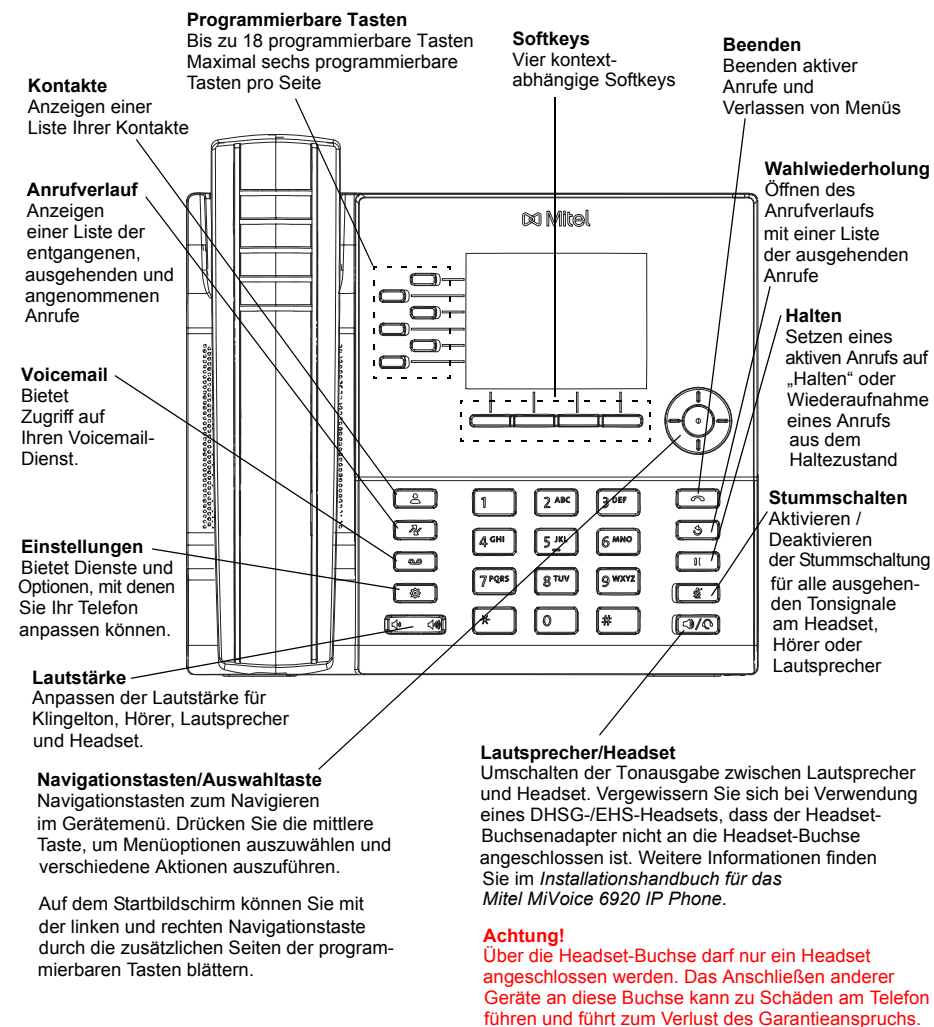 Programmierbare Tasten
Bis zu 18 programmierbare Tasten
Maximal sechs programmierbare
Tasten pro Seite
Softkeys
Vier kontext-
abhängige Softkeys
Beenden
Beenden aktiver
Anrufe und
Verlassen von Menüs
Kontakte
Anzeigen einer
Liste Ihrer Kontakte
Anrufverlauf
Anzeigen
einer Liste der
entgangenen,
ausgehenden und
angenommenen
Anrufe
Voicemail
Bietet
Zugriff auf
Ihren Voicemail-
Dienst.
Einstellungen
Bietet Dienste und
Optionen, mit denen
Sie Ihr Telefon
anpassen können.
Mitel
1
2 ABC
3 DEF
4 GHI
5 JKL
6 MNO
7 PQRS
8 TUV
9 WXYZ
*
0
#
Wahlwiederholung
Öffnen des
Anrufverlaufs
mit einer Liste
der ausgehenden
Anrufe
Halten
Setzen eines
aktiven Anrufs auf
„Halten“ oder
Wiederaufnahme
eines Anrufs
aus dem
Haltezustand
Stummschalten
Aktivieren /
Deaktivieren
der Stummschaltung
für alle ausgehen-
den Tonsignale
am Headset,
Hörer oder
Lautsprecher
Lautstärke
Anpassen der Lautstärke für
Klingelton, Hörer, Lautsprecher
und Headset.
Navigationstasten/Auswahltaste
Navigationstasten zum Navigieren
im Gerätemenü. Drücken Sie die mittlere
Taste, um Menüoptionen auszuwählen und
verschiedene Aktionen auszuführen.
Auf dem Startbildschirm können Sie mit
der linken und rechten Navigationstaste
durch die zusätzlichen Seiten der program-
mierbaren Tasten blättern.
Lautsprecher/Headset
Umschalten der Tonausgabe zwischen Lautsprecher
und Headset. Vergewissern Sie sich bei Verwendung
eines DHSG-/EHS-Headsets, dass der Headset-
Buchsenadapter nicht an die Headset-Buchse
angeschlossen ist. Weitere Informationen finden
Sie im Installationshandbuch für das
Mitel MiVoice 6920 IP Phone.
Achtung!
Über die Headset-Buchse darf nur ein Headset
angeschlossen werden. Das Anschließen anderer
Geräte an diese Buchse kann zu Schäden am Telefon
führen und führt zum Verlust des Garantieanspruchs.